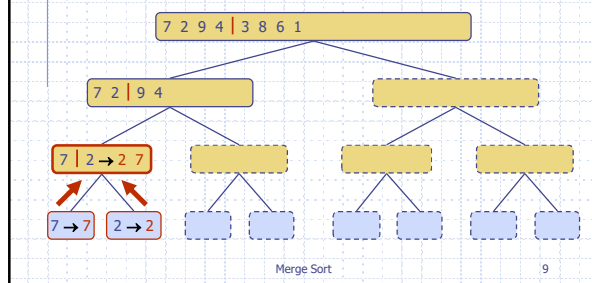 7 2 9 4 | 3 8 6 1
7 2 | 9 4
7 | 2 → 2 7
7 → 7 2 → 2
Merge Sort 9